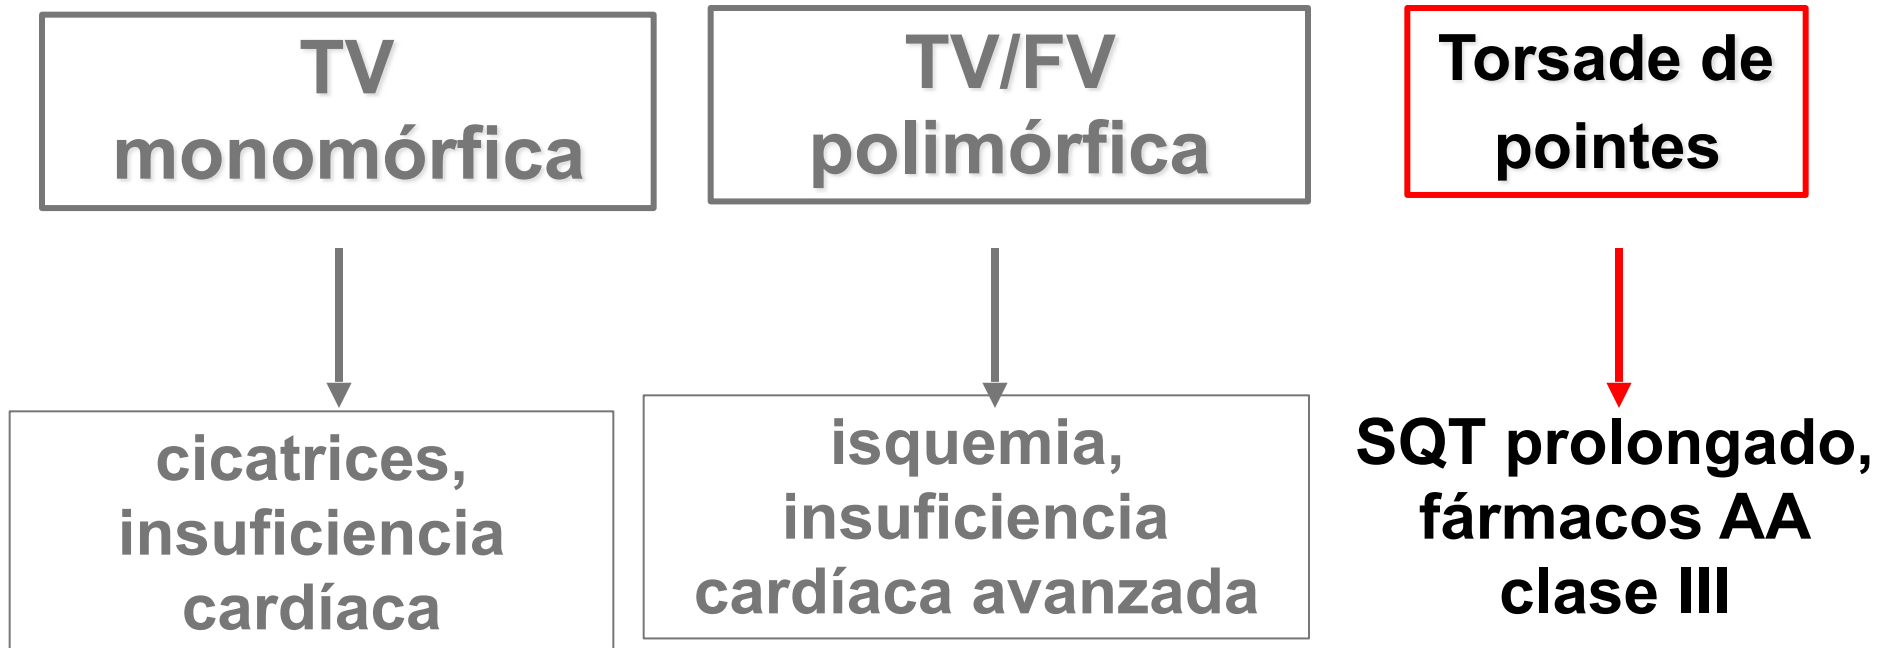 TV
monomórfica
TV/FV
polimórfica
Torsade de
pointes
cicatrices,
insuficiencia
cardíaca
isquemia,
insuficiencia
cardíaca avanzada
SQT prolongado,
fármacos AA
clase III